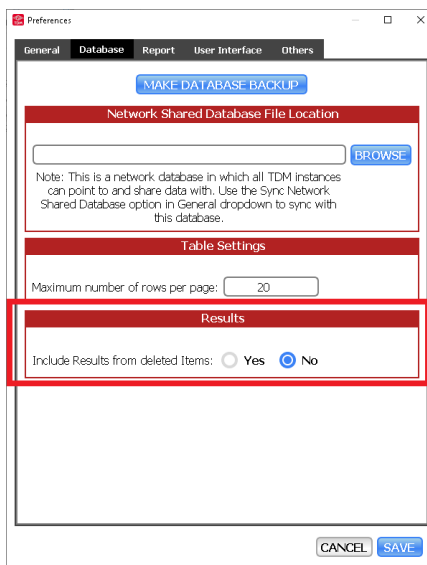 Preferences
General Database Report User Interface Others
MAKE DATABASE BACKUP
Network Shared Database File Location
BROWSE
Note: This is a network database in which all TDM instances
can point to and share data with. Use the Sync Network
Shared Database option in General dropdown to sync with
this database.
Table Settings
Maximum number of rows per page: 20
Results
Include Results from deleted Items: Yes No
CANCEL SAVE